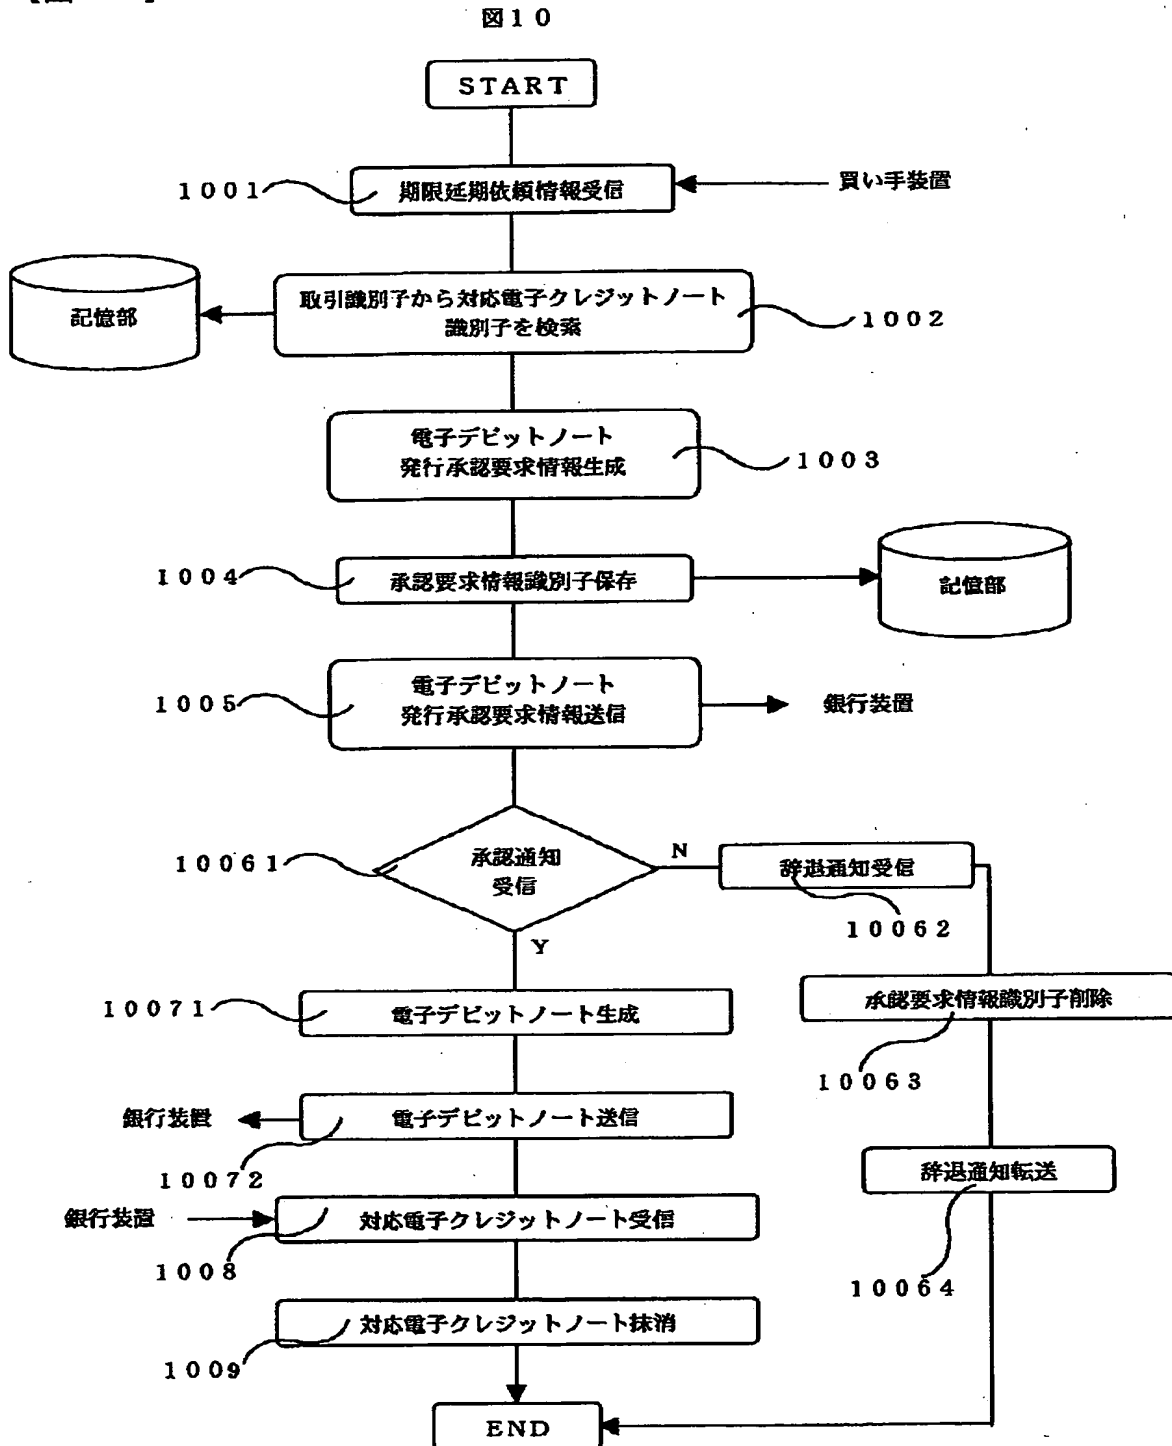 図10
START
1001
期限延期依頼情報受信
買い手装置
記憶部
取引識別子から対応電子クレジットノート
識別子を検索
1002
電子デビットノート
発行承認要求情報生成
1003
1004
承認要求情報識別子保存
記憶部
1005
電子デビットノート
発行承認要求情報送信
銀行装置
10061
承認通知
受信
N
辞退通知受信
10062
Y
10071
電子デビットノート生成
承認要求情報識別子削除
10063
銀行装置
電子デビットノート送信
10072
辞退通知転送
10064
銀行装置
対応電子クレジットノート受信
1008
対応電子クレジットノート抹消
1009
END